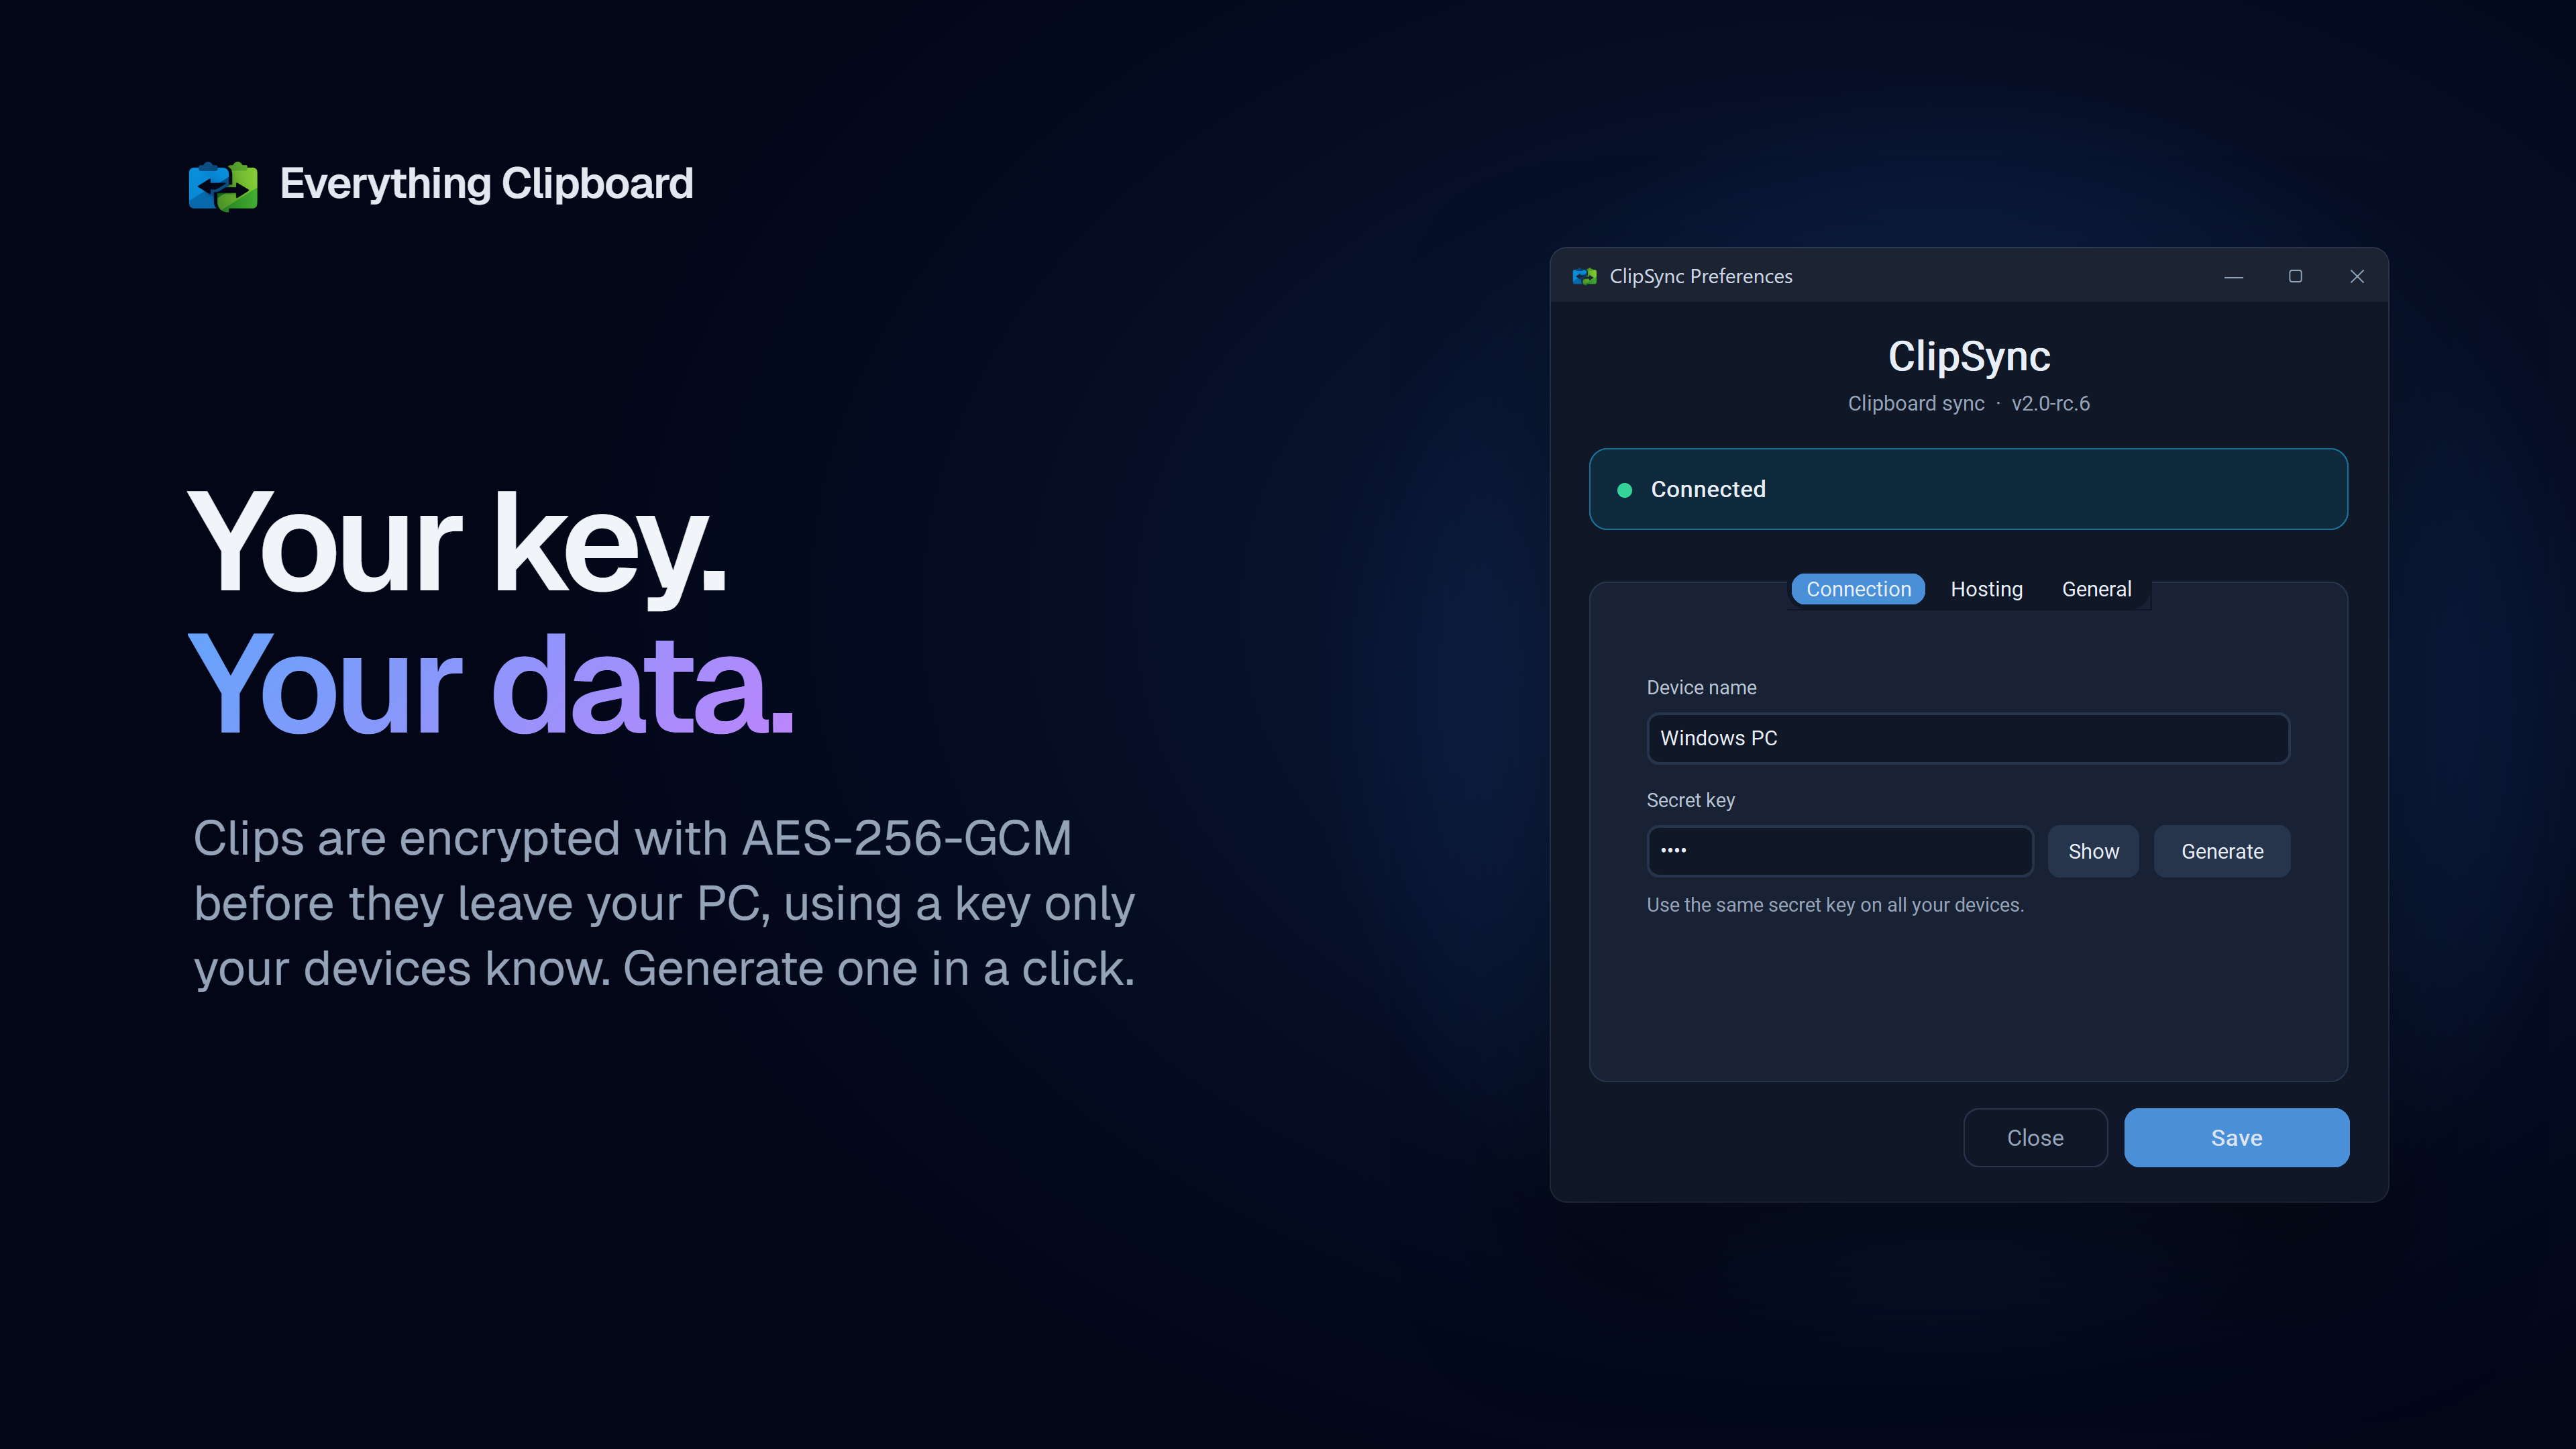 Everything Clipboard
Your key.
Your data.
Clips are encrypted with AES-256-GCM
before they leave your PC, using a key only
your devices know. Generate one in a click.
ClipSync Preferences
ClipSync
Clipboard sync · v2.0-rc.6
Connected
Connection Hosting General
Device name
Windows PC
Secret key
•••• Show Generate
Use the same secret key on all your devices.
Close Save